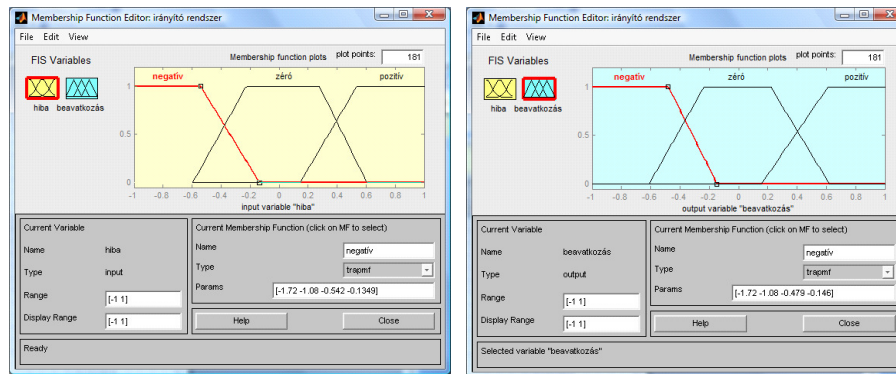 Membership Function Editor: irányító rendszer
File Edit View
FIS Variables
hiba beavatkozás
Membership function plots plot points: 181
negatív zéró pozitív
1
0.5
0
-1 -0.8 -0.6 -0.4 -0.2 0 0.2 0.4 0.6 0.8 1
input variable "hiba"
Current Variable
Name hiba
Type input
Range [-1 1]
Display Range [-1 1]
Current Membership Function (click on MF to select)
Name negatív
Type trapmf
Params [-1.72 -1.08 -0.542 -0.1349]
Help Close
Ready
Membership Function Editor: irányító rendszer
File Edit View
FIS Variables
hiba beavatkozás
Membership function plots plot points: 181
negatív zéró pozitív
1
0.5
0
-1 -0.8 -0.6 -0.4 -0.2 0 0.2 0.4 0.6 0.8 1
output variable "beavatkozás"
Current Variable
Name beavatkozás
Type output
Range [-1 1]
Display Range [-1 1]
Current Membership Function (click on MF to select)
Name negatív
Type trapmf
Params [-1.72 -1.08 -0.479 -0.146]
Help Close
Selected variable "beavatkozás"